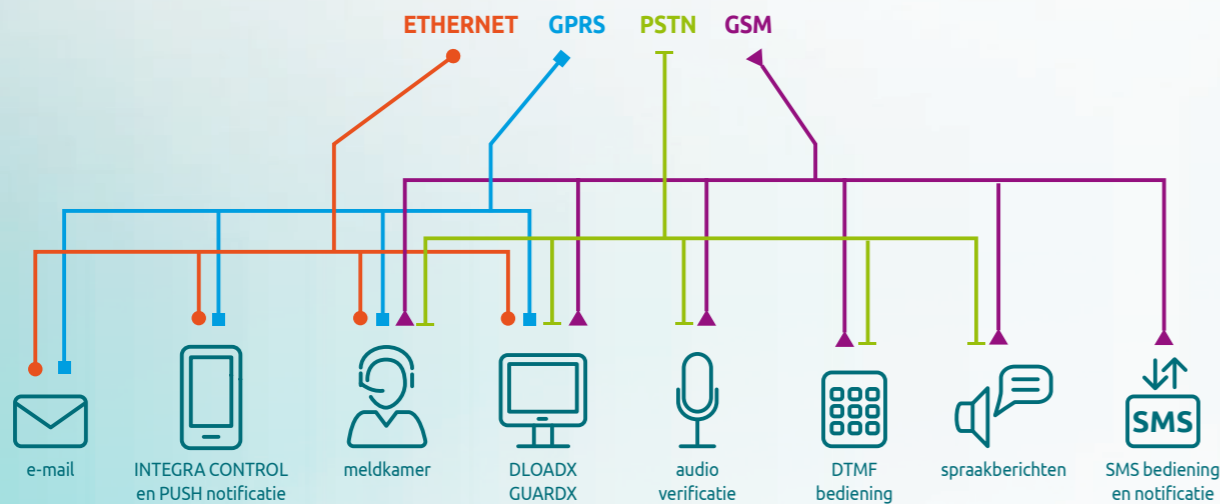 ETHERNET GPRS PSTN GSM
SMS
e-mail
INTEGRA CONTROL
en PUSH notificatie
meldkamer
DLOADX
GUARDX
audio
verificatie
DTMF
bediening
spraakberichten
SMS bediening
en notificatie